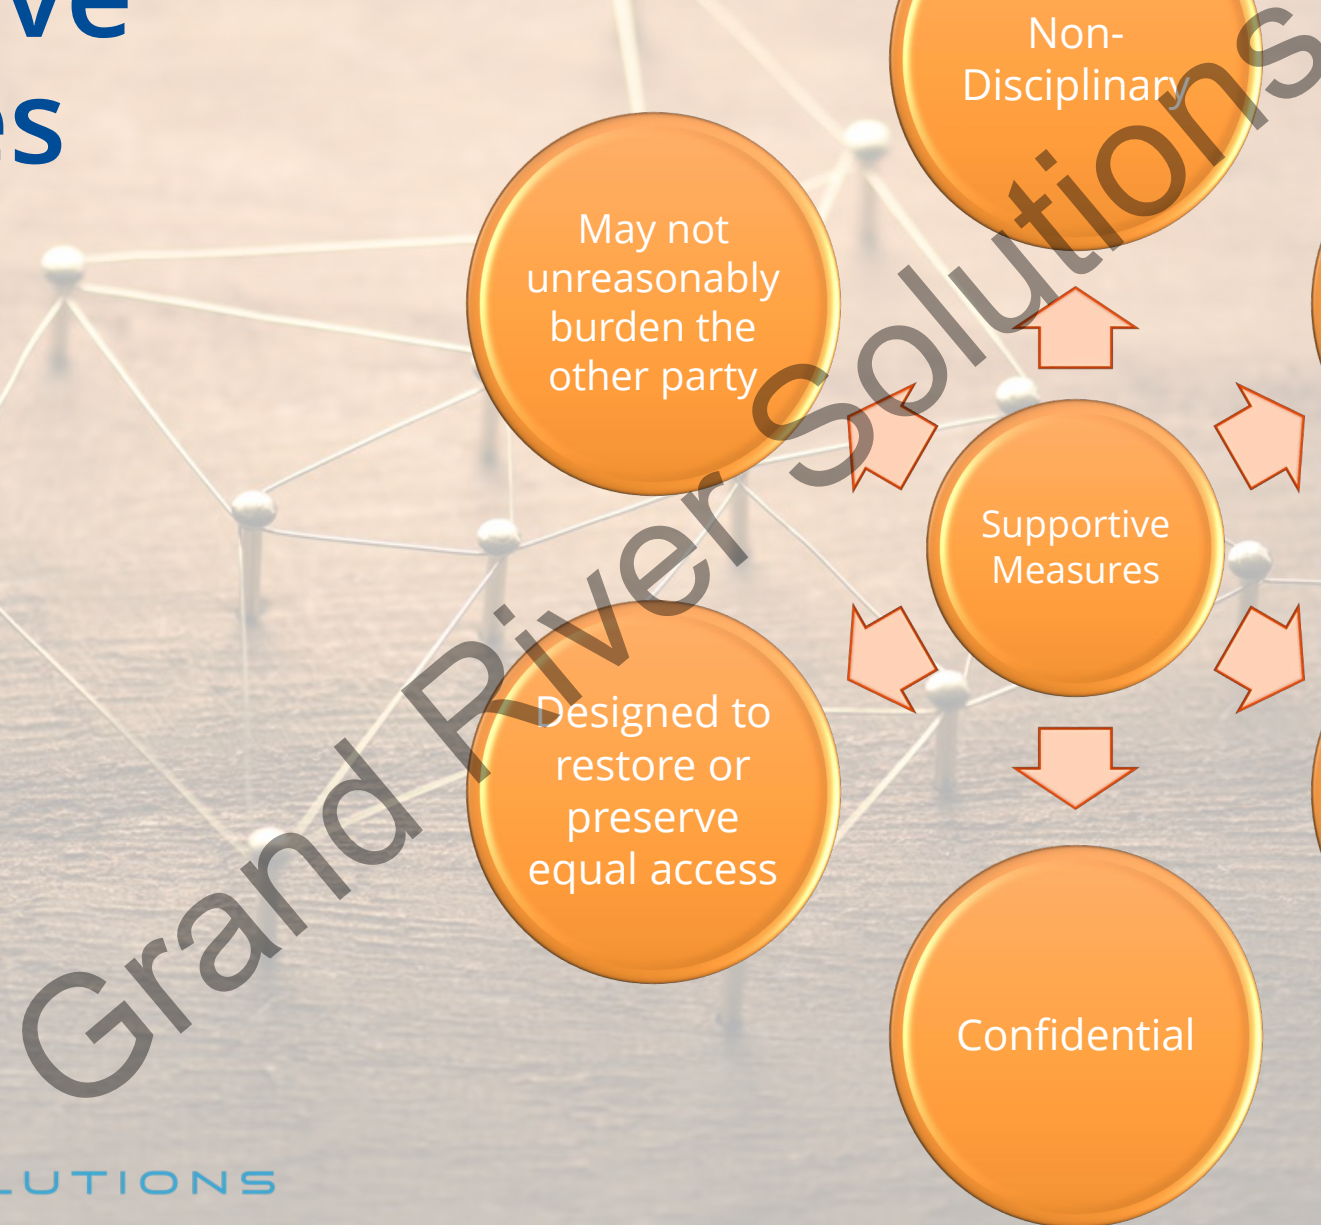 ve
es
Non-
Disciplinary
May not
unreasonably
burden the
other party
Supportive
Measures
Designed to
restore or
preserve
equal access
Confidential
Grand River Solutions
LUTIONS